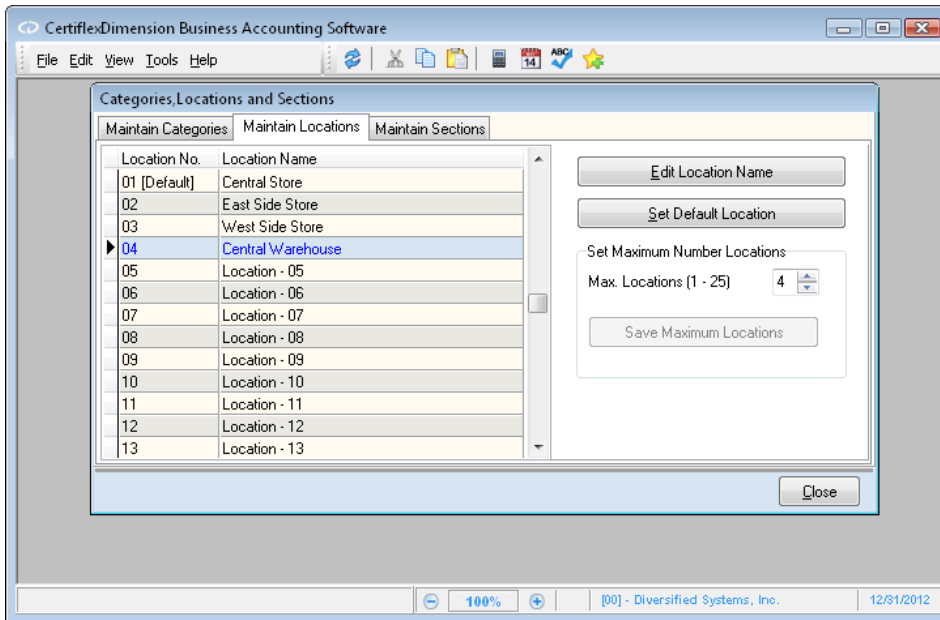 CertiflexDimension Business Accounting Software
File Edit View Tools Help
14 ABC
Categories,Locations and Sections
Maintain Categories Maintain Locations Maintain Sections
Location No. Location Name
01 [Default] Central Store
02 East Side Store
03 West Side Store
04 Central Warehouse
05 Location - 05
06 Location - 06
07 Location - 07
08 Location - 08
09 Location - 09
10 Location - 10
11 Location - 11
12 Location - 12
13 Location - 13
Edit Location Name
Set Default Location
Set Maximum Number Locations
Max. Locations (1 - 25) 4
Save Maximum Locations
Close
100% [00] - Diversified Systems, Inc. 12/31/2012